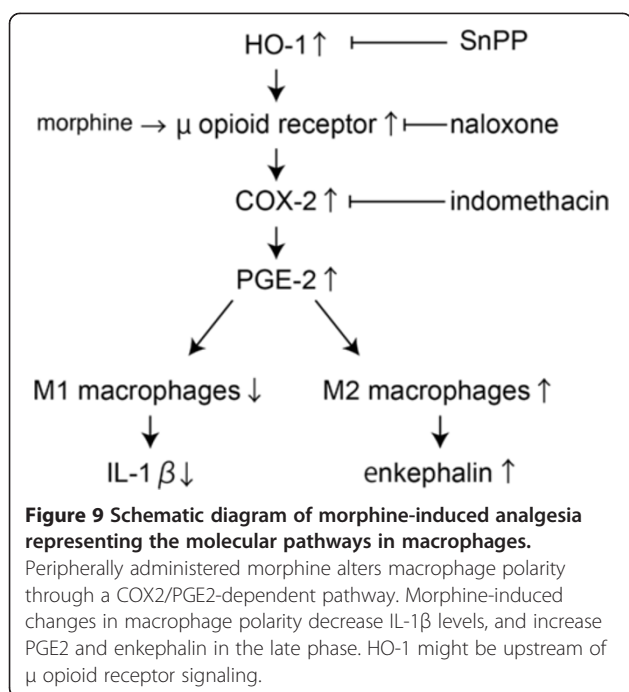 HO-1↑ SnPP
morphine → μ opioid receptor ↑ naloxone
COX-2↑ indomethacin
PGE-2↑
M1 macrophages↓ M2 macrophages↑
IL-1β↓ enkephalin↑
Figure 9 Schematic diagram of morphine-induced analgesia
representing the molecular pathways in macrophages.
Peripherally administered morphine alters macrophage polarity
through a COX2/PGE2-dependent pathway. Morphine-induced
changes in macrophage polarity decrease IL-1β levels, and increase
PGE2 and enkephalin in the late phase. HO-1 might be upstream of
μ opioid receptor signaling.